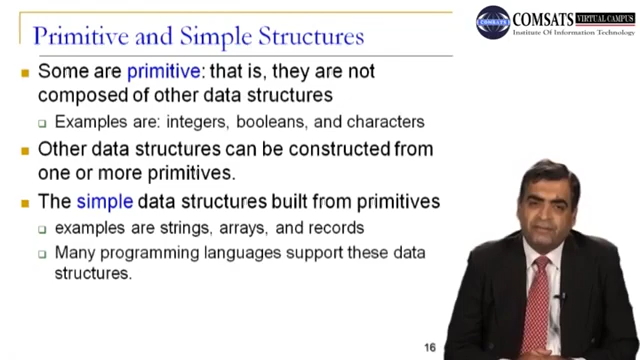 Primitive and Simple Structures
COMSATS
VIRTUAL CAMPUS
Institute Of Information Technology
Some are primitive: that is, they are not
composed of other data structures
Examples are: integers, booleans, and characters
Other data structures can be constructed from
one or more primitives.
The simple data structures built from primitives
examples are strings, arrays, and records
Many programming languages support these data
structures.
16